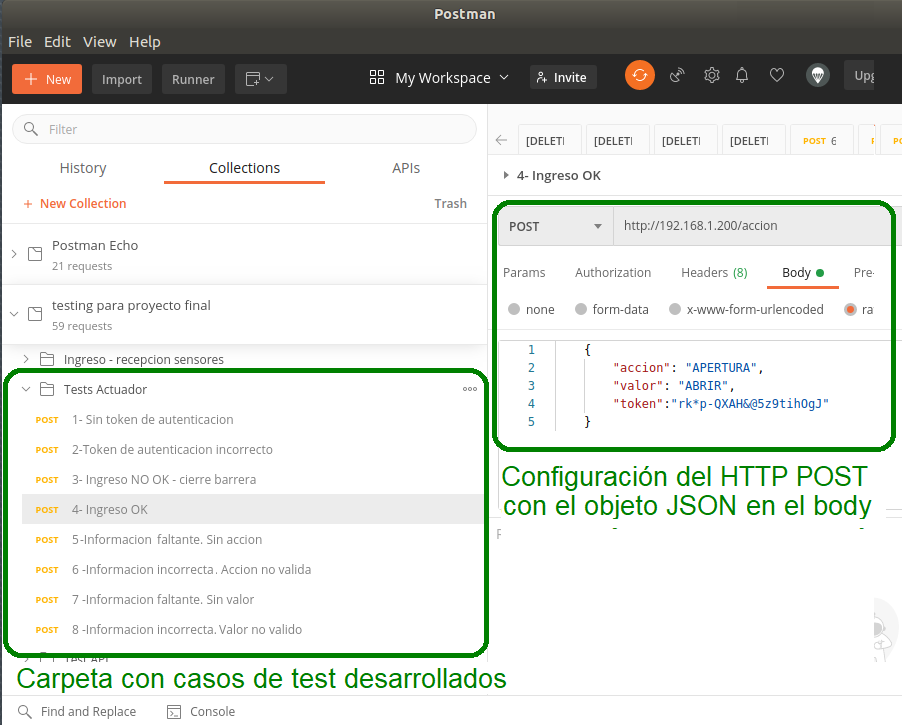 Postman
File Edit View Help
New Import Runner My Workspace Invite Upg
Filter
History Collections APIs
New Collection Trash
Postman Echo
21 requests
testing para proyecto final
59 requests
Ingreso - recepcion sensores
Tests Actuador
POST 1- Sin token de autenticacion
POST 2-Token de autenticacion incorrecto
POST 3- Ingreso NO OK - cierre barrera
POST 4- Ingreso OK
POST 5-Informacion faltante. Sin accion
POST 6 -Informacion incorrecta. Accion no valida
POST 7 -Informacion faltante. Sin valor
POST 8 -Informacion incorrecta. Valor no valido
Test API
Carpeta con casos de test desarrollados
[DELETI [DELETI [DELETI [DELETI POST 6
4- Ingreso OK
POST http://192.168.1.200/accion
Params Authorization Headers (8) Body Pre-
none form-data x-www-form-urlencoded ra
1 {
2 "accion": "APERTURA",
3 "valor": "ABRIR",
4 "token":"rk*p-QXAH&@5z9tihOgJ"
5 }
Configuración del HTTP POST
con el objeto JSON en el body
Find and Replace Console